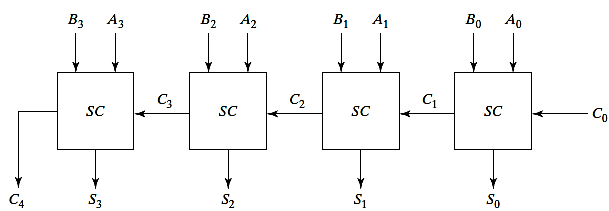 B3 A3 B2 A2 B1 A1 B0 A0
SC C3 SC C2 SC C1 SC C0
C4 S3 S2 S1 S0